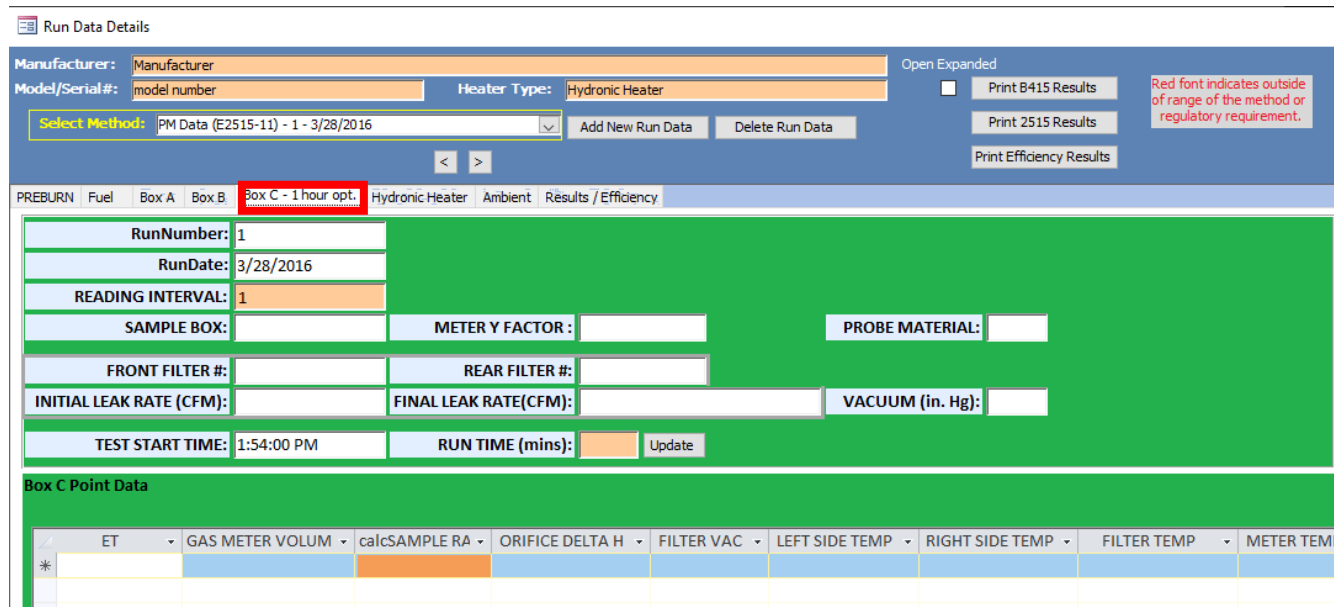 Run Data Details
Manufacturer: Manufacturer
Open Expanded
Model/Serial#: model number Heater Type: Hydronic Heater
Print B415 Results
Red font indicates outside
of range of the method or
regulatory requirement.
Select Method: PM Data (E2515-11) - 1 - 3/28/2016
Add New Run Data Delete Run Data
Print 2515 Results
< >
Print Efficiency Results
PREBURN Fuel Box A Box B Box C - 1 hour opt. Hydronic Heater Ambient Results / Efficiency
RunNumber: 1
RunDate: 3/28/2016
READING INTERVAL: 1
SAMPLE BOX: METER Y FACTOR : PROBE MATERIAL:
FRONT FILTER #: REAR FILTER #:
INITIAL LEAK RATE (CFM): FINAL LEAK RATE(CFM): VACUUM (in. Hg):
TEST START TIME: 1:54:00 PM RUN TIME (mins): Update
Box C Point Data
ET GAS METER VOLUM calcSAMPLE RA ORIFICE DELTA H FILTER VAC LEFT SIDE TEMP RIGHT SIDE TEMP FILTER TEMP METER TEM
*